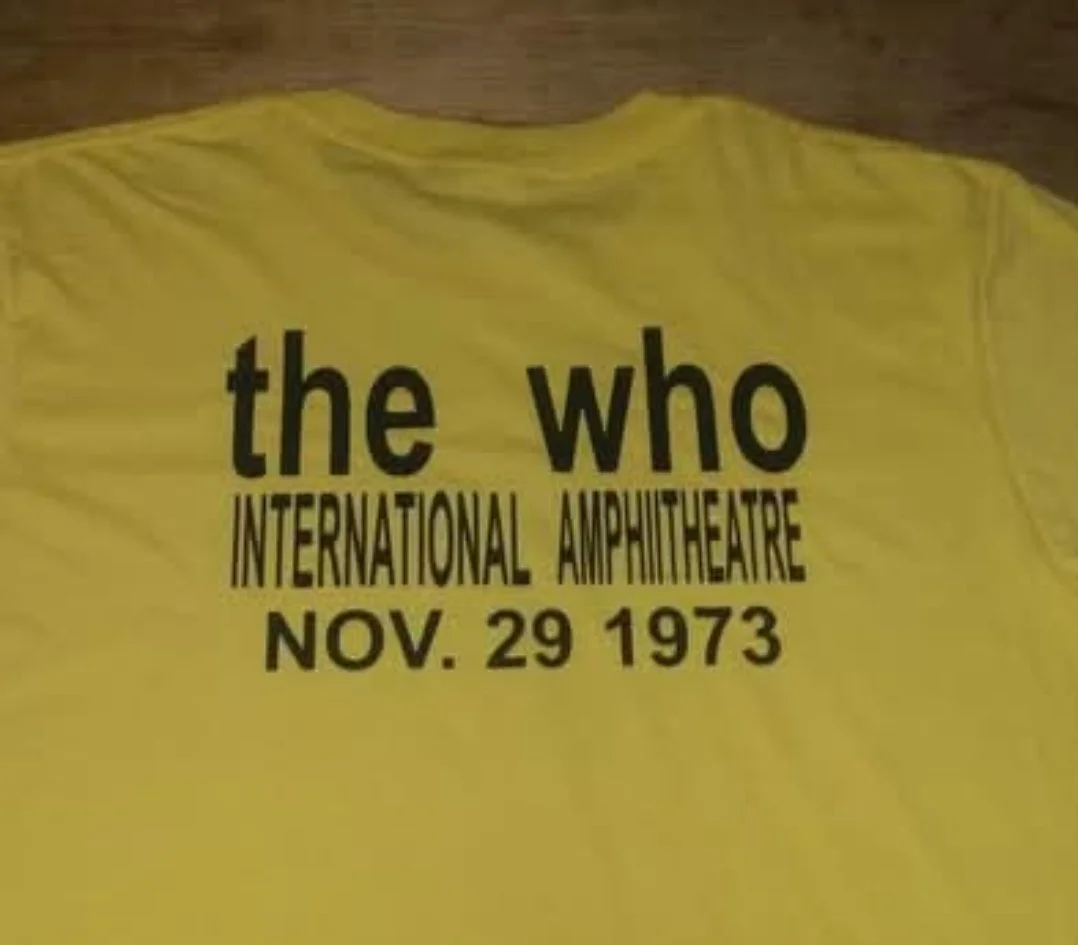 the who
INTERNATIONAL AMPHIITHEATRE
NOV. 29 1973